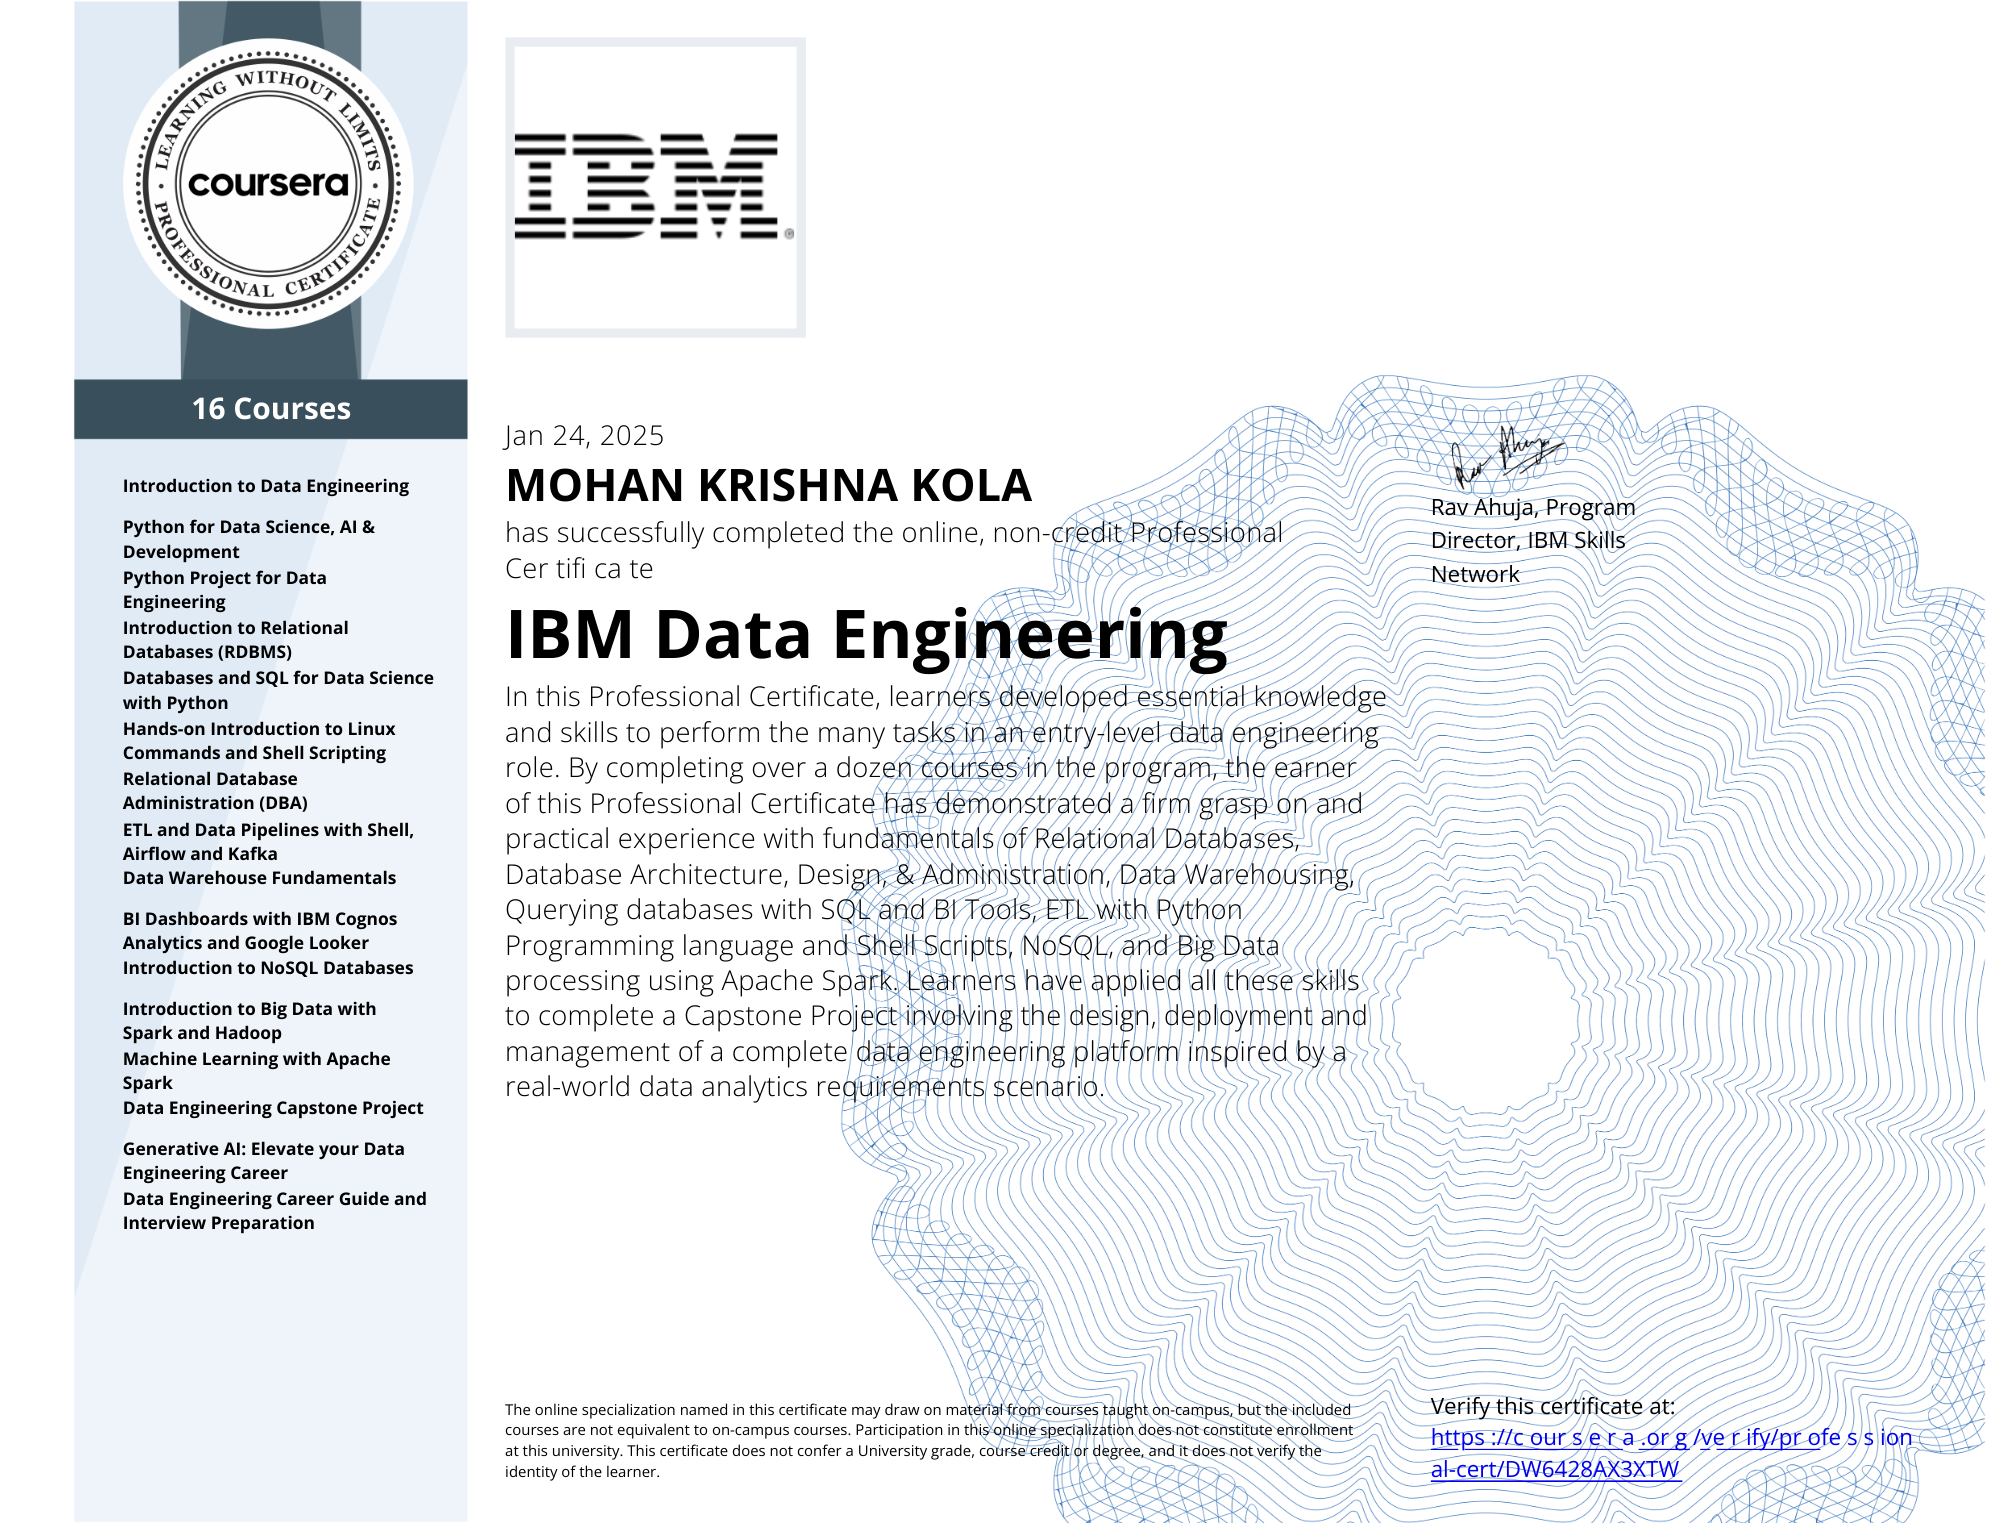 LEARNING WITHOUT LIMITS
coursera
PROFESSIONAL CERTIFICATE
16 Courses
Introduction to Data Engineering
Python for Data Science, AI &
Development
Python Project for Data
Engineering
Introduction to Relational
Databases (RDBMS)
Databases and SQL for Data Science
with Python
Hands-on Introduction to Linux
Commands and Shell Scripting
Relational Database
Administration (DBA)
ETL and Data Pipelines with Shell,
Airflow and Kafka
Data Warehouse Fundamentals
BI Dashboards with IBM Cognos
Analytics and Google Looker
Introduction to NoSQL Databases
Introduction to Big Data with
Spark and Hadoop
Machine Learning with Apache
Spark
Data Engineering Capstone Project
Generative AI: Elevate your Data
Engineering Career
Data Engineering Career Guide and
Interview Preparation
IBM®
Jan 24, 2025
MOHAN KRISHNA KOLA
has successfully completed the online, non-credit Professional
Cer tifi ca te
IBM Data Engineering
In this Professional Certificate, learners developed essential knowledge
and skills to perform the many tasks in an entry-level data engineering
role. By completing over a dozen courses in the program, the earner
of this Professional Certificate has demonstrated a firm grasp on and
practical experience with fundamentals of Relational Databases,
Database Architecture, Design, & Administration, Data Warehousing,
Querying databases with SQL and BI Tools, ETL with Python
Programming language and Shell Scripts, NoSQL, and Big Data
processing using Apache Spark. Learners have applied all these skills
to complete a Capstone Project involving the design, deployment and
management of a complete data engineering platform inspired by a
real-world data analytics requirements scenario.
Rav Ahuja, Program
Director, IBM Skills
Network
The online specialization named in this certificate may draw on material from courses taught on-campus, but the included
courses are not equivalent to on-campus courses. Participation in this online specialization does not constitute enrollment
at this university. This certificate does not confer a University grade, course credit or degree, and it does not verify the
identity of the learner.
Verify this certificate at:
https ://c our s e r a .or g /ve r ify/pr ofe s s ion
al-cert/DW6428AX3XTW